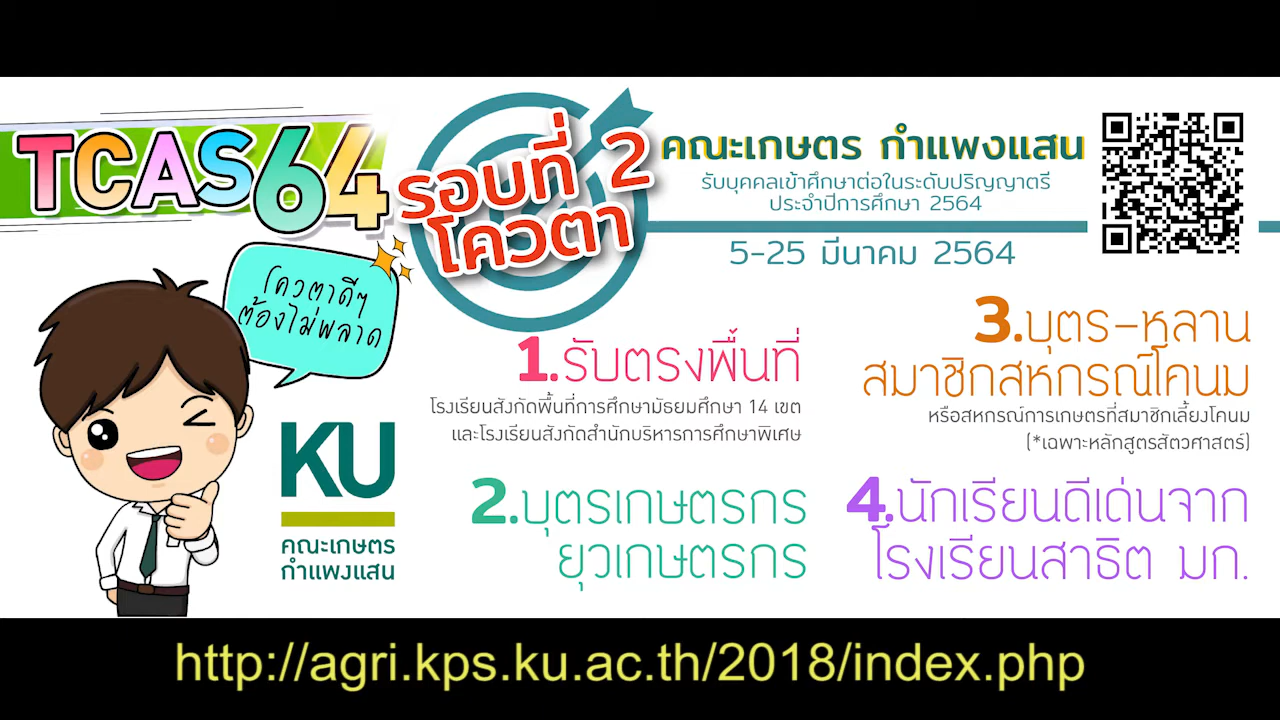 TCAS64
รอบที่ 2
โควตา
คณะเกษตร กำแพงแสน
รับบุคคลเข้าศึกษาต่อในระดับปริญญาตรี
ประจำปีการศึกษา 2564
5-25 มีนาคม 2564
โควตาดีๆ
ต้องไม่พลาด
KU
คณะเกษตร
กำแพงแสน
1.รับตรงพื้นที่
โรงเรียนสังกัดพื้นที่การศึกษามัธยมศึกษา 14 เขต
และโรงเรียนสังกัดสำนักบริหารการศึกษาพิเศษ
2.บุตรเกษตรกร
ยุวเกษตรกร
3.บุตร-หลาน
สมาชิกสหกรณ์โคนม
หรือสหกรณ์การเกษตรที่สมาชิกเลี้ยงโคนม
(*เฉพาะหลักสูตรสัตวศาสตร์)
4.นักเรียนดีเด่นจาก
โรงเรียนสาธิต มก.
http://agri.kps.ku.ac.th/2018/index.php